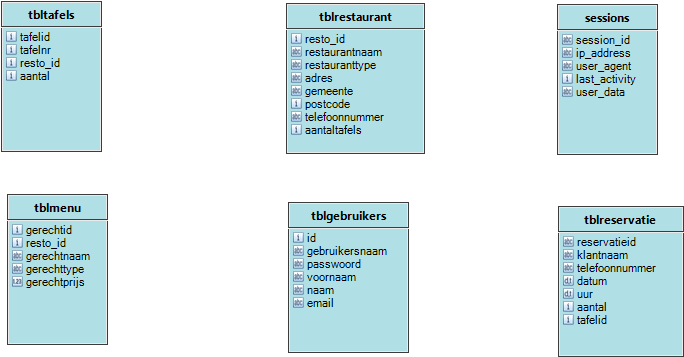 tbltafels
tafelid
tafelnr
resto_id
aantal
tblrestaurant
resto_id
restaurantnaam
restauranttype
adres
gemeente
postcode
telefoonnummer
aantaltafels
sessions
session_id
ip_address
user_agent
last_activity
user_data
tblmenu
gerechtid
resto_id
gerechtnaam
gerechttype
gerechtprijs
tblgebruikers
id
gebruikersnaam
passwoord
voornaam
naam
email
tblreservatie
reservatieid
klantnaam
telefoonnummer
datum
uur
aantal
tafelid